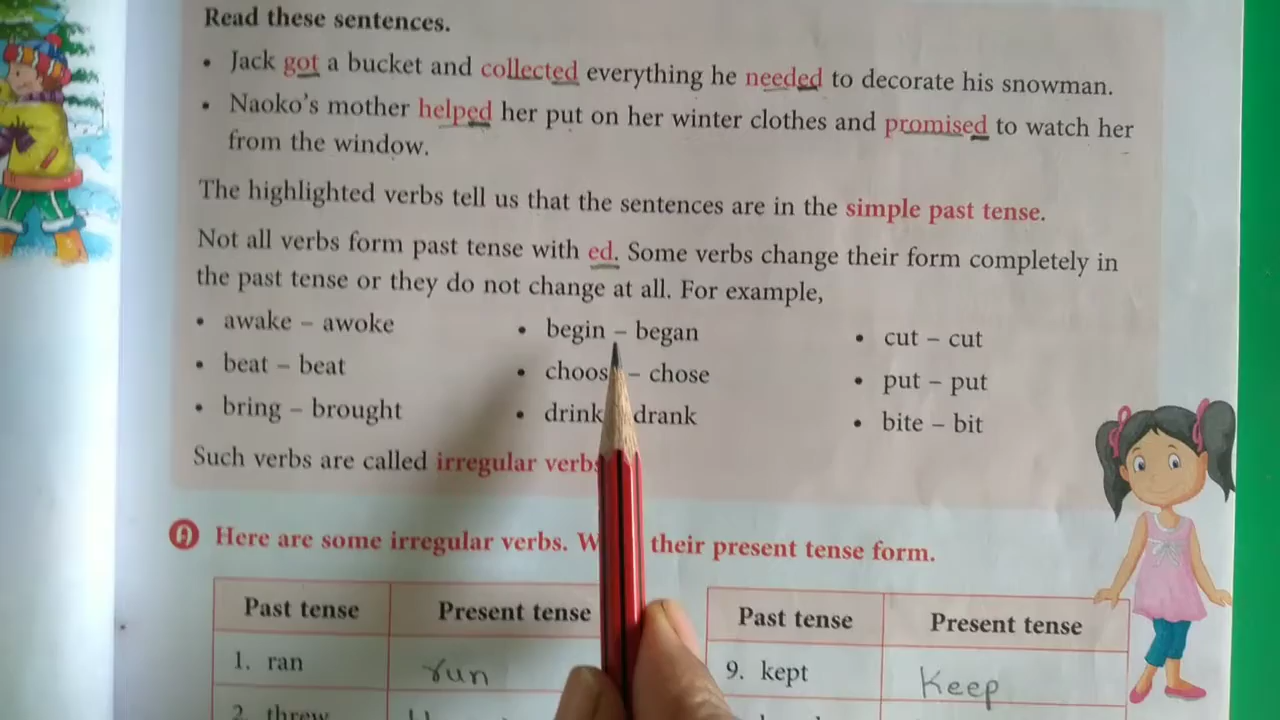 Read these sentences.
• Jack got a bucket and collected everything he needed to decorate his snowman.
• Naoko's mother helped her put on her winter clothes and promised to watch her
from the window.
The highlighted verbs tell us that the sentences are in the simple past tense.
Not all verbs form past tense with ed. Some verbs change their form completely in
the past tense or they do not change at all. For example,
• awake – awoke
• beat – beat
• bring – brought
• begin – began
• – chose
• drink drank
• cut – cut
• put – put
• bite – bit
Such verbs are called irregular
Here are some irregular verbs. their present tense form.
Past tense Present tense
1. ran run
2. threw
Past tense Present tense
9. kept Keep